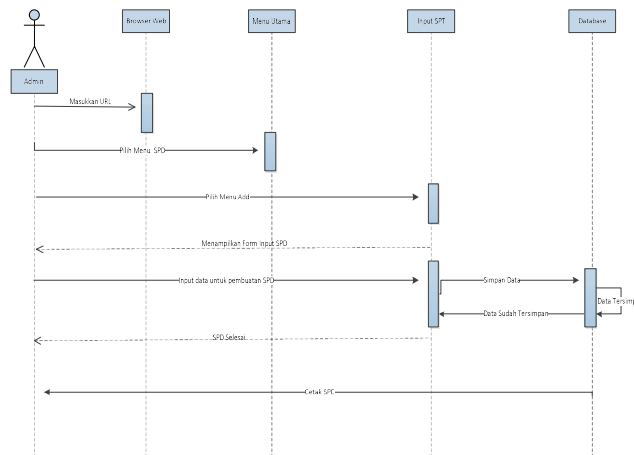 Browser Web
Menu Utama
Input SPT
Database
Admin
Masukkan URL
Pilih Menu SPD
Pilih Menu Add
Menampilkan Form Input SPD
Input data untuk pembuatan SPD
Simpan Data
Data Tersimp
Data Sudah Tersimpan
SPD Selesai
Cetak SPD